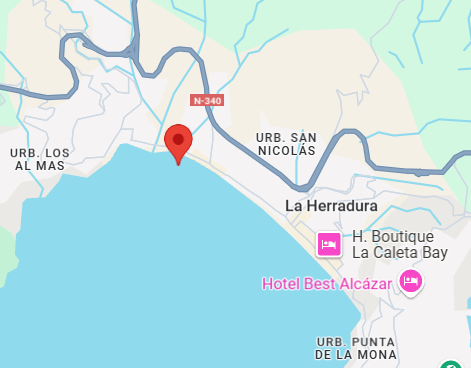 N-340
URB. SAN
NICOLÁS
URB. LOS
AL MAS
La Herradura
H. Boutique
La Caleta Bay
Hotel Best Alcázar
URB. PUNTA
DE LA MONA